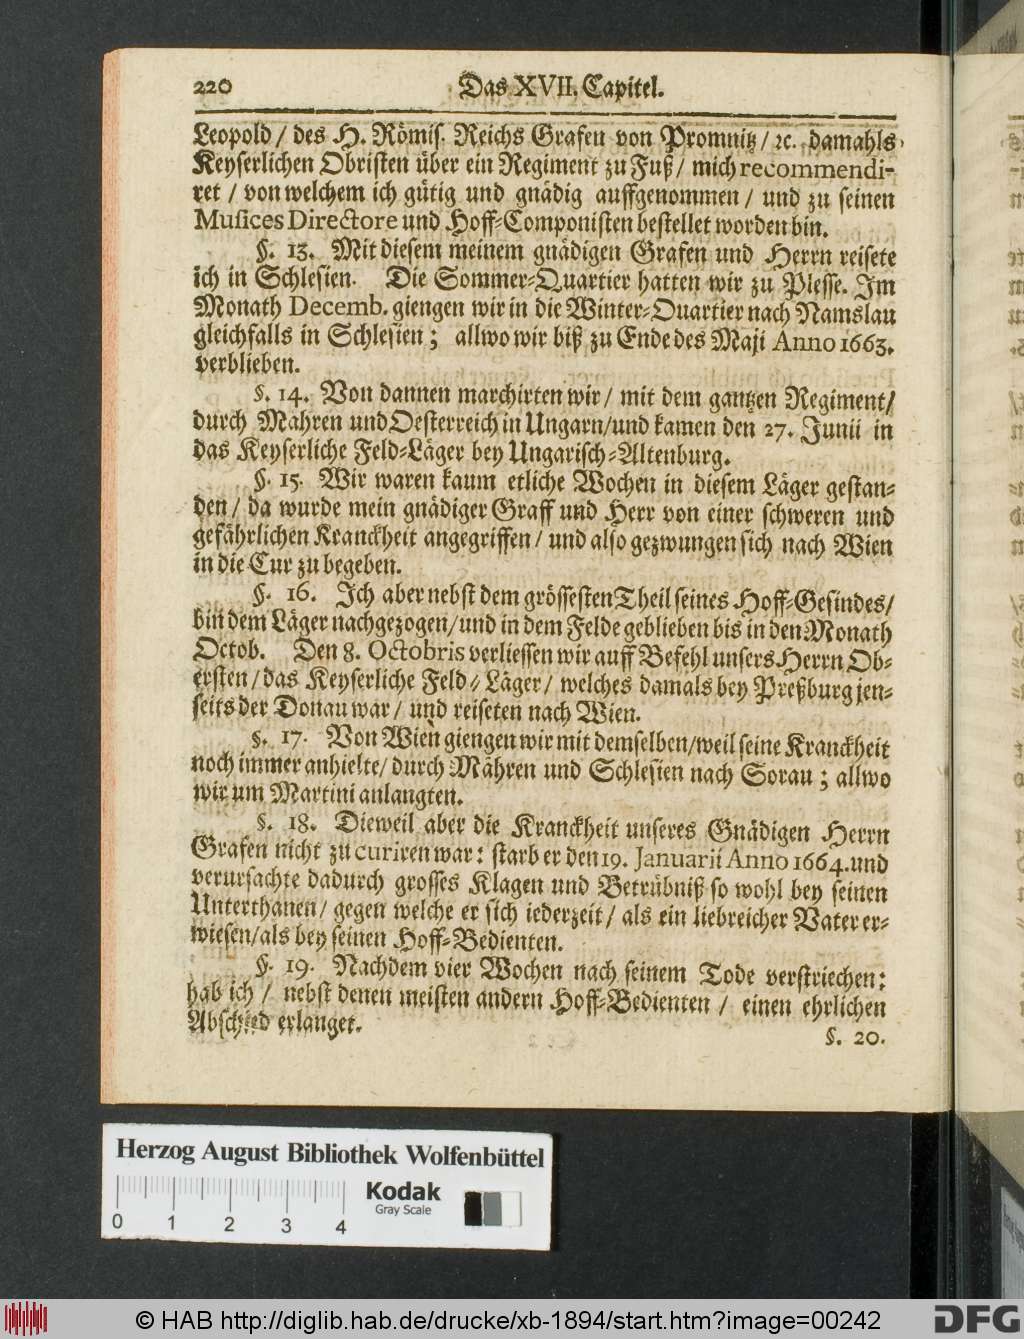 220 Das XVII. Capitel.
Leopold / des H. Römis. Reichs Grafen von Promnitz / ꝛc. damahls
Keyserlichen Obristen über ein Regiment zu Fuß / mich recommendi-
ret / von welchem ich gütig und gnädig auffgenommen / und zu seinen
Musices Directore und Hoff-Componisten bestellet worden bin.
§. 13. Mit diesem meinem gnädigen Grafen und Herrn reisete
ich in Schlesien. Die Sommer-Quartier hatten wir zu Plesse. Im
Monath Decemb. giengen wir in die Winter-Quartier nach Namslau
gleichfalls in Schlesien; allwo wir biß zu Ende des Maji Anno 1663.
verblieben.
§. 14. Von dannen marchirten wir / mit dem gantzen Regiment/
durch Mähren und Oesterreich in Ungarn/und kamen den 27. Junii in
das Keyserliche Feld-Läger bey Ungarisch-Altenburg.
§. 15. Wir waren kaum etliche Wochen in diesem Läger gestan-
den / da wurde mein gnädiger Graff und Herr von einer schweren und
gefährlichen Kranckheit angegriffen / und also gezwungen sich nach Wien
in die Cur zu begeben.
§. 16. Ich aber nebst dem grössesten Theil seines Hoff-Gesindes/
bin dem Läger nachgezogen/und in dem Felde geblieben bis in den Monath
Octob. Den 8. Octobris verliessen wir auff Befehl unsers Herrn Ob-
ersten / das Keyserliche Feld-Läger / welches damals bey Preßburg jen-
seits der Donau war / und reiseten nach Wien.
§. 17. Von Wien giengen wir mit demselben/weil seine Kranckheit
noch immer anhielte/ durch Mähren und Schlesien nach Sorau; allwo
wir um Martini anlangten.
§. 18. Dieweil aber die Kranckheit unseres Gnädigen Herrn
Grafen nicht zu curiren war: starb er den 19. Januarii Anno 1664. und
verursachte dadurch grosses Klagen und Betrübniß so wohl bey seinen
Unterthanen / gegen welche er sich iederzeit / als ein liebreicher Vater er-
wiesen/als bey seinen Hoff-Bedienten.
§. 19. Nachdem vier Wochen nach seinem Tode verstriechen:
hab ich / nebst denen meisten andern Hoff-Bedienten / einen ehrlichen
Abschied erlanget.
§. 20.
Herzog August Bibliothek Wolfenbüttel
Kodak
Gray Scale
0 1 2 3 4
© HAB http://diglib.hab.de/drucke/xb-1894/start.htm?image=00242
DFG